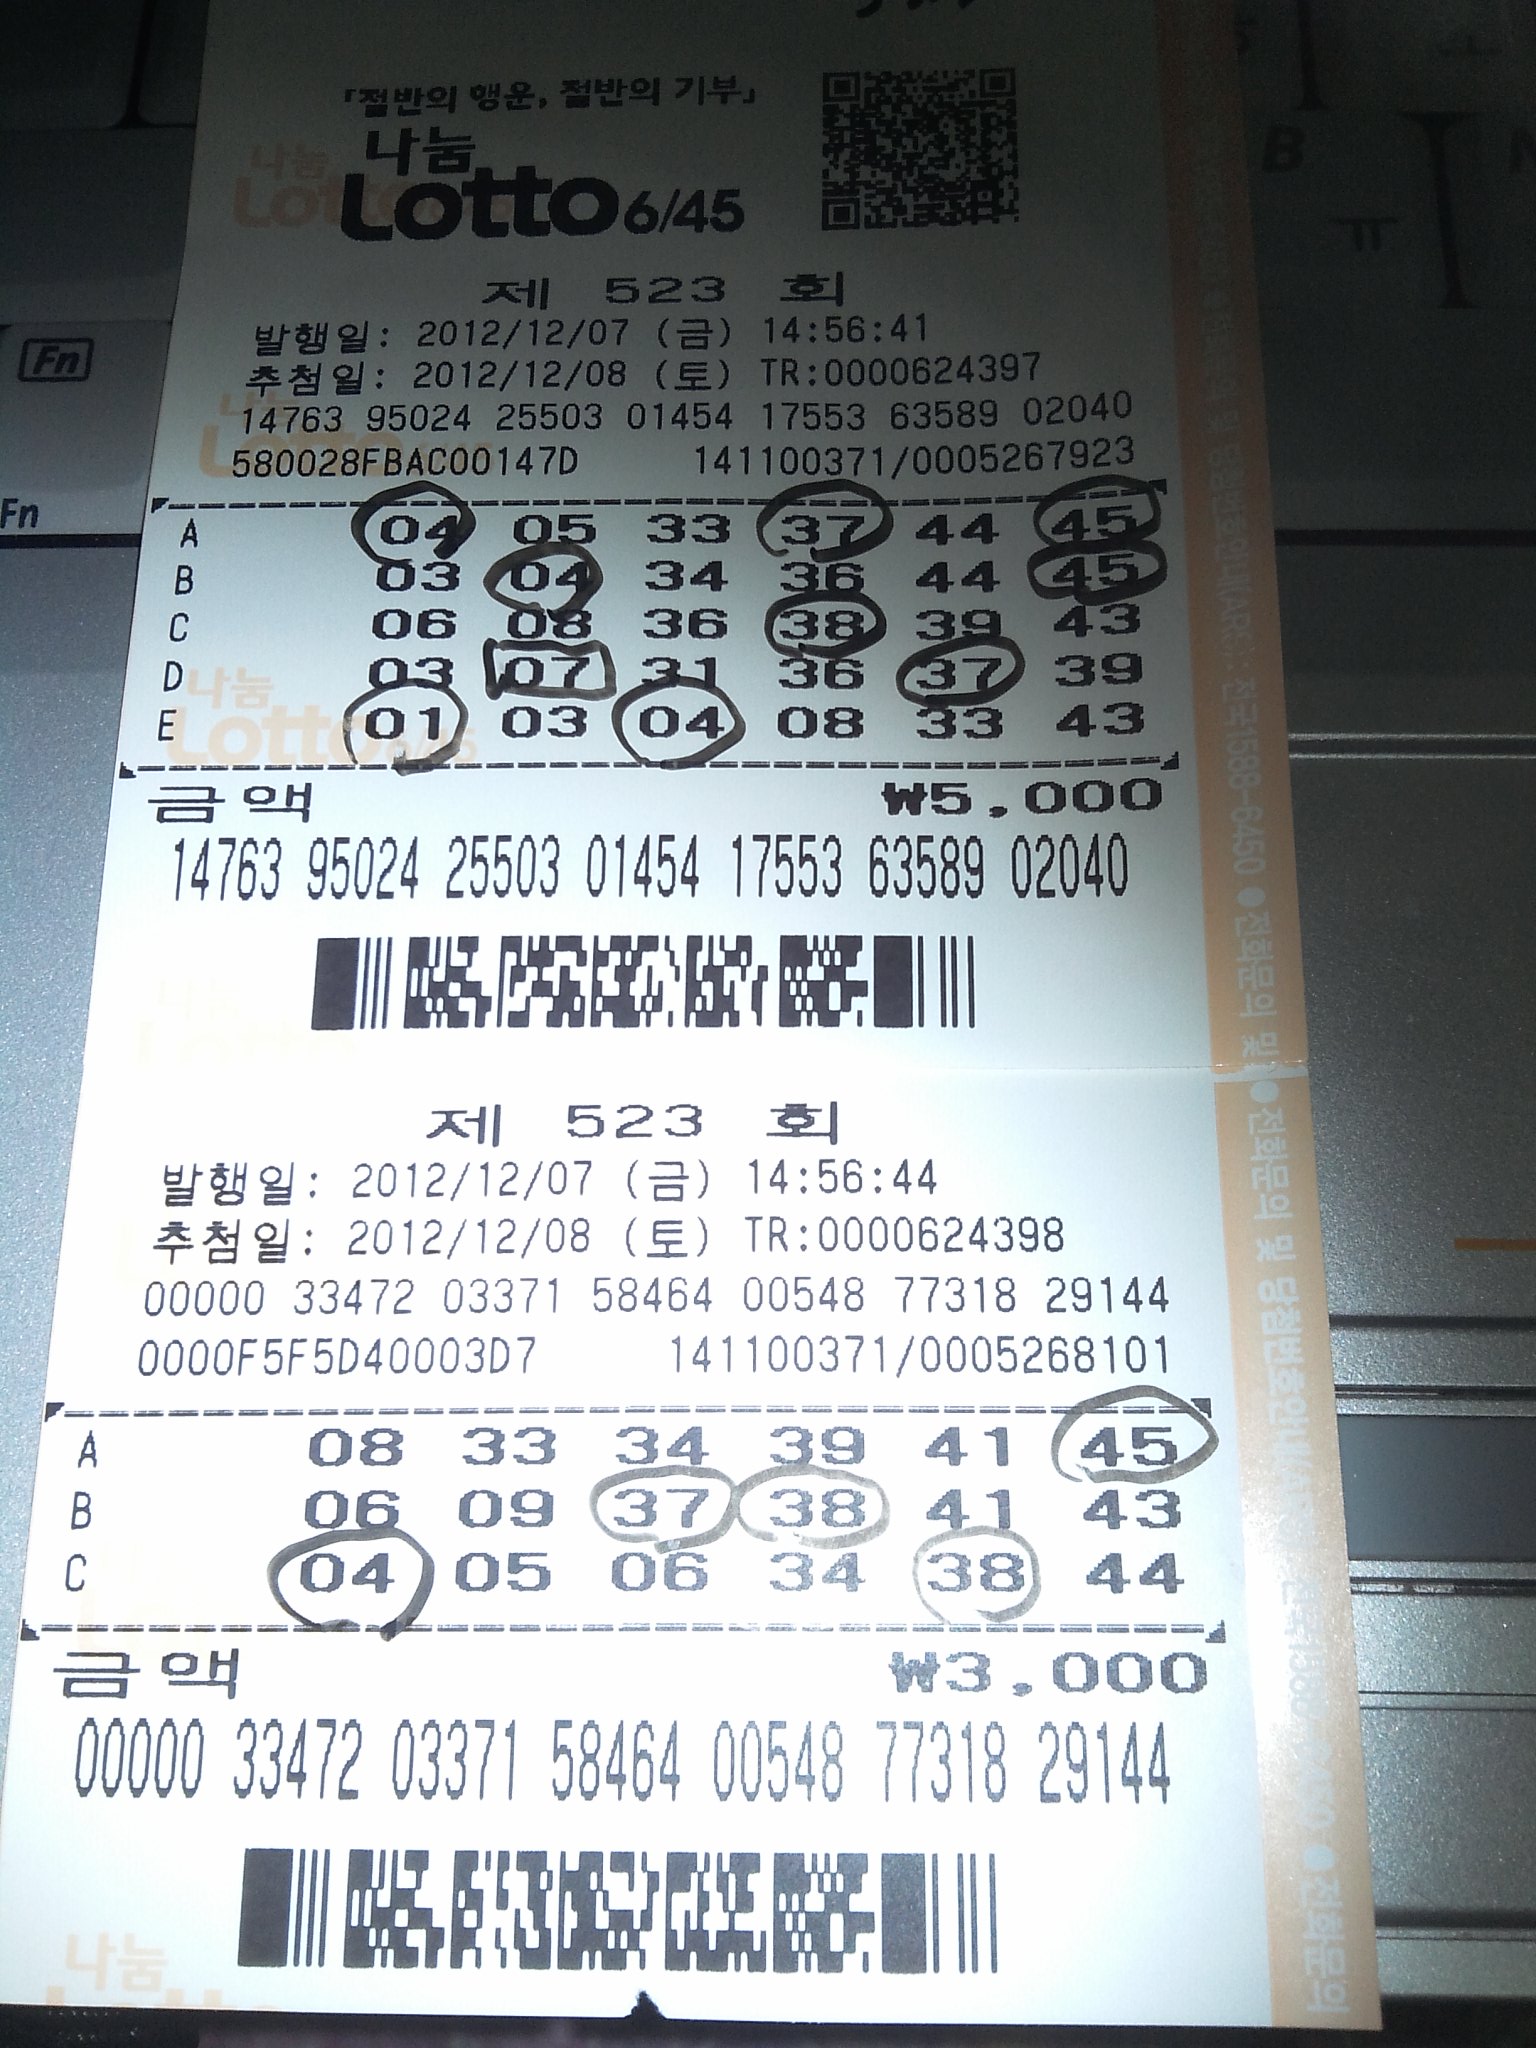 「절반의 행운, 절반의 기부」
나눔
Lotto 6/45
제 523 회
발행일: 2012/12/07 (금) 14:56:41
추첨일: 2012/12/08 (토) TR:0000624397
14763 95024 25503 01454 17553 63589 02040
580028FBAC00147D 141100371/0005267923
A 04 05 33 37 44 45
B 03 04 34 36 44 45
C 06 08 36 38 39 43
D 03 07 31 36 37 39
E 01 03 04 08 33 43
금액 ₩5,000
14763 95024 25503 01454 17553 63589 02040
제 523 회
발행일: 2012/12/07 (금) 14:56:44
추첨일: 2012/12/08 (토) TR:0000624398
00000 33472 03371 58464 00548 77318 29144
0000F5F5D40003D7 141100371/0005268101
A 08 33 34 39 41 45
B 06 09 37 38 41 43
C 04 05 06 34 38 44
금액 ₩3,000
00000 33472 03371 58464 00548 77318 29144
나눔
Fn
Fn
B
ㅠ